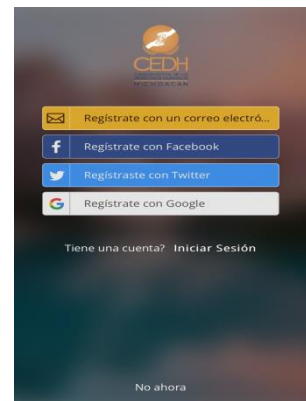 CEDH
MICHOACÁN
Regístrate con un correo electró...
Regístrate con Facebook
Regístraste con Twitter
Regístrate con Google
Tiene una cuenta? Iniciar Sesión
No ahora